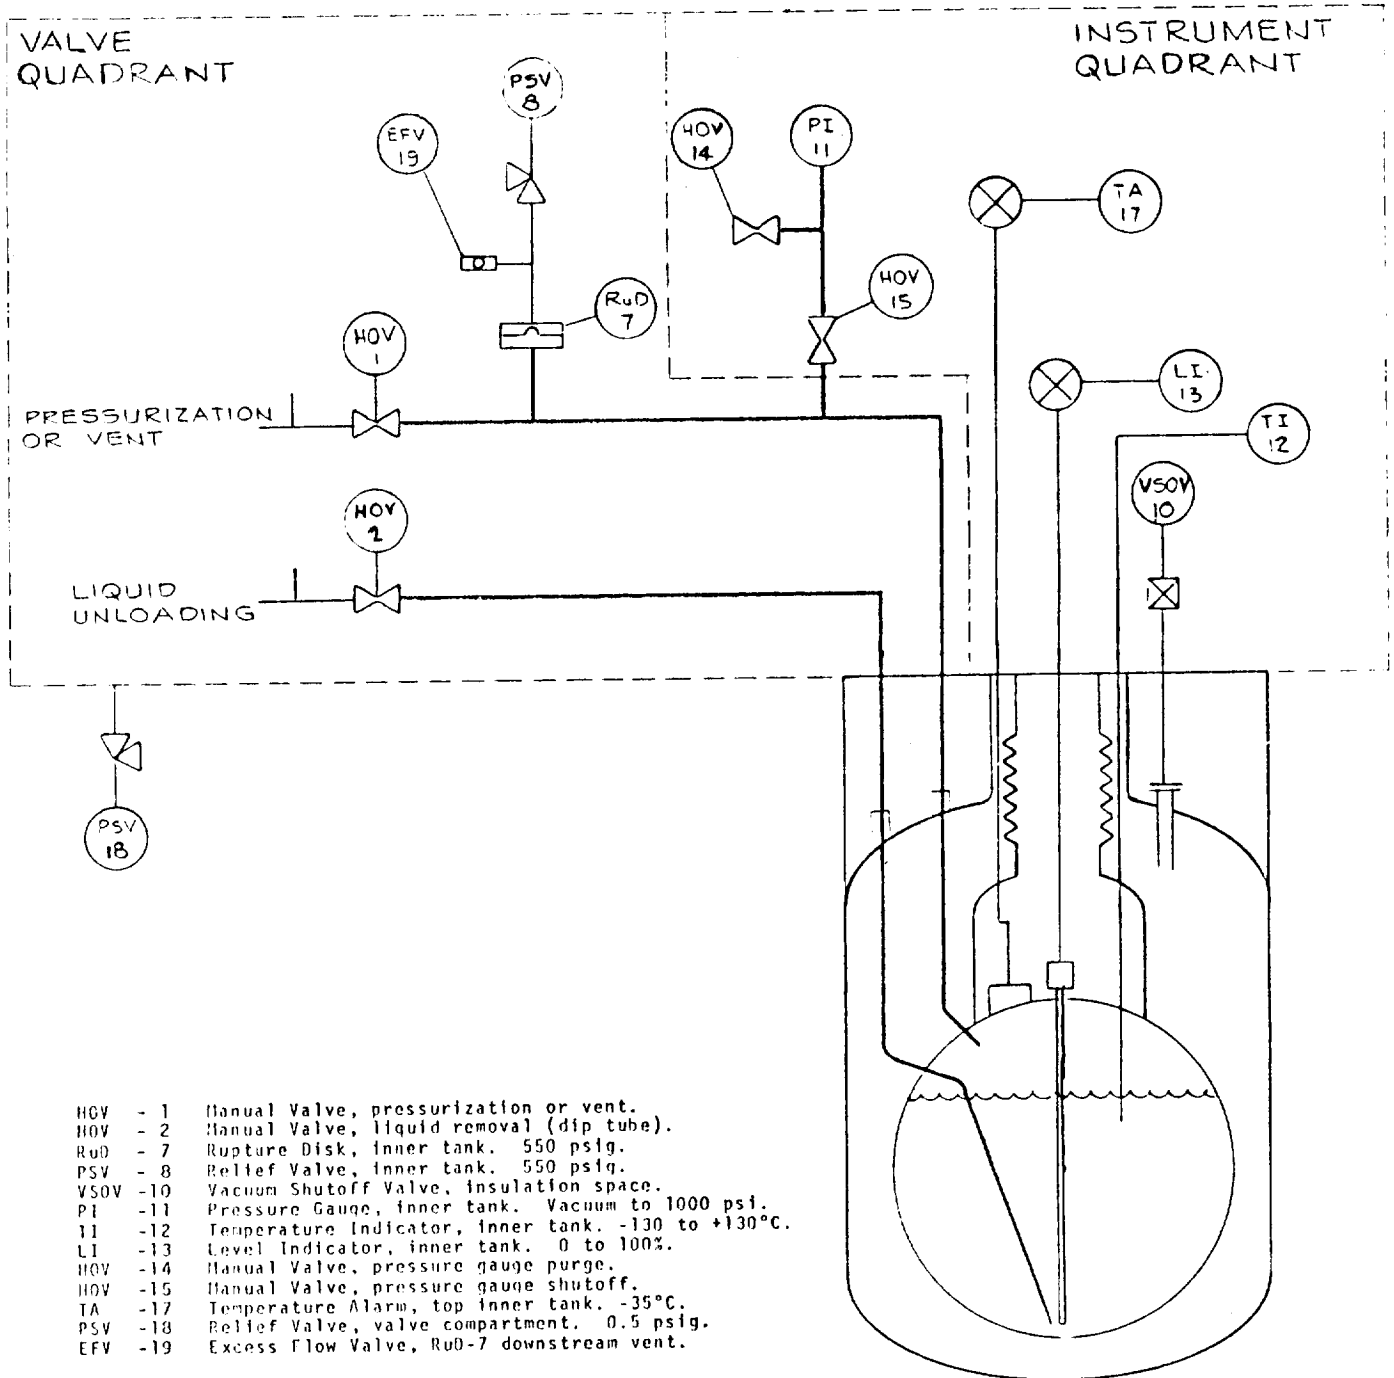 VALVE
QUADRANT
INSTRUMENT
QUADRANT
PSV
8
EFV
19
HOV
14
PI
11
TA
17
HOV
15
RuD
7
HOV
1
LI
13
PRESSURIZATION
OR VENT
TI
12
VSOV
10
HOV
2
LIQUID
UNLOADING
PSV
18
HOV - 1 Manual Valve, pressurization or vent.
HOV - 2 Manual Valve, liquid removal (dip tube).
RuD - 7 Rupture Disk, inner tank. 550 psig.
PSV - 8 Relief Valve, inner tank. 550 psig.
VSOV -10 Vacuum Shutoff Valve, insulation space.
PI -11 Pressure Gauge, inner tank. Vacuum to 1000 psi.
TI -12 Temperature Indicator, inner tank. -130 to +130°C.
LI -13 Level Indicator, inner tank. 0 to 100%.
HOV -14 Manual Valve, pressure gauge purge.
HOV -15 Manual Valve, pressure gauge shutoff.
TA -17 Temperature Alarm, top inner tank. -35°C.
PSV -18 Relief Valve, valve compartment. 0.5 psig.
EFV -19 Excess Flow Valve, RuD-7 downstream vent.